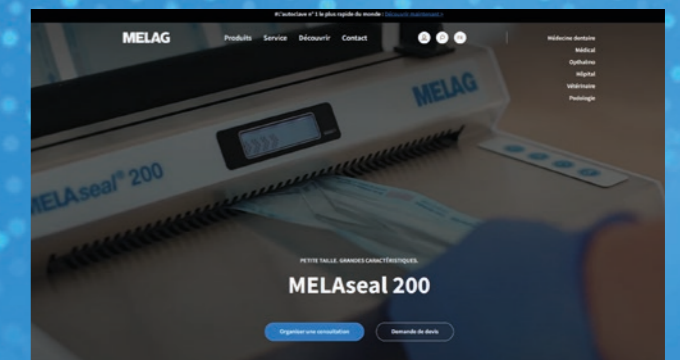 L'autoclave n° 1 le plus rapide du monde : Découvrir maintenant >
MELAG
Produits Service Découvrir Contact
FR
Médecine dentaire
Médical
Opthalmo
Hôpital
Vétérinaire
Podologie
MELAG
MELAseal® 200
PETITE TAILLE. GRANDES CARACTÉRISTIQUES.
MELAseal 200
Organiser une consultation
Demande de devis